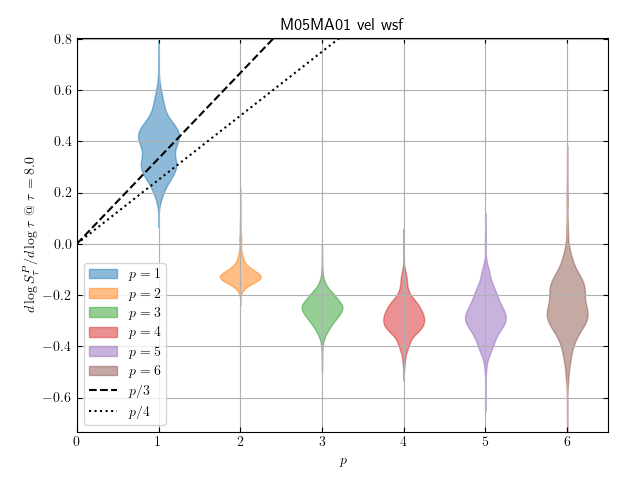 M05MA01 vel wsf
0.8
0.6
0.4
0.2
0.0
−0.2
−0.4
−0.6
d log S_τ^P / d log τ @ τ = 8.0
p = 1
p = 2
p = 3
p = 4
p = 5
p = 6
p/3
p/4
0 1 2 3 4 5 6
p